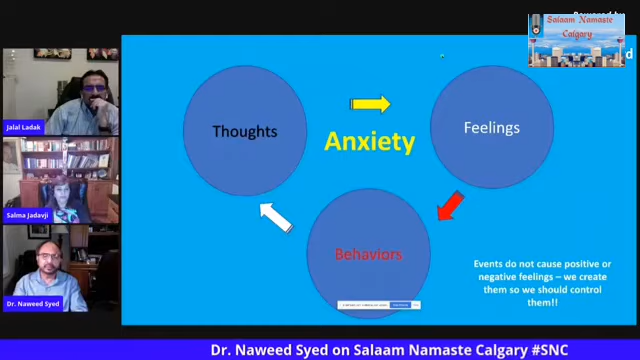 Salaam Namaste
Calgary
Jalal Ladak
Salma Jadavji
Dr. Naweed Syed
Thoughts
Anxiety
Feelings
Behaviors
Events do not cause positive or
negative feelings – we create
them so we should control
them!!
Dr. Naweed Syed on Salaam Namaste Calgary #SNC